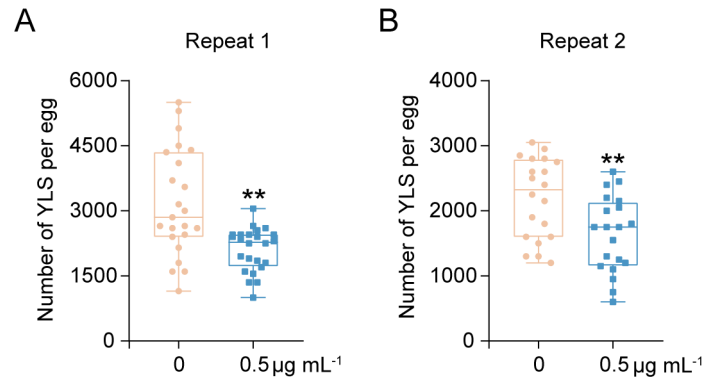 A
Repeat 1
Number of YLS per egg
6000
4500
3000
1500
0
**
0
0.5 µg mL⁻¹
B
Repeat 2
Number of YLS per egg
4000
3000
2000
1000
0
**
0
0.5 µg mL⁻¹